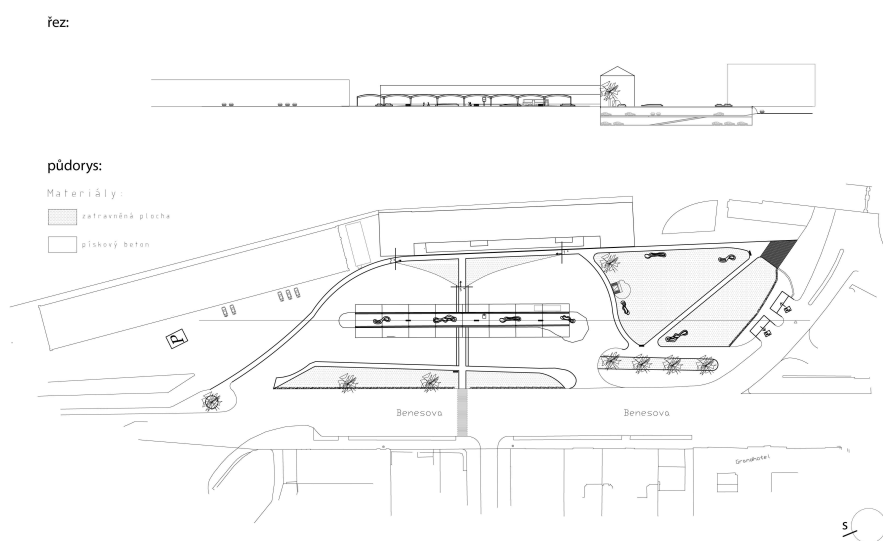 řez:
půdorys:
Materiály:
zatravněná plocha
pískový beton
P
Benesova Benesova
Grandhotel
S